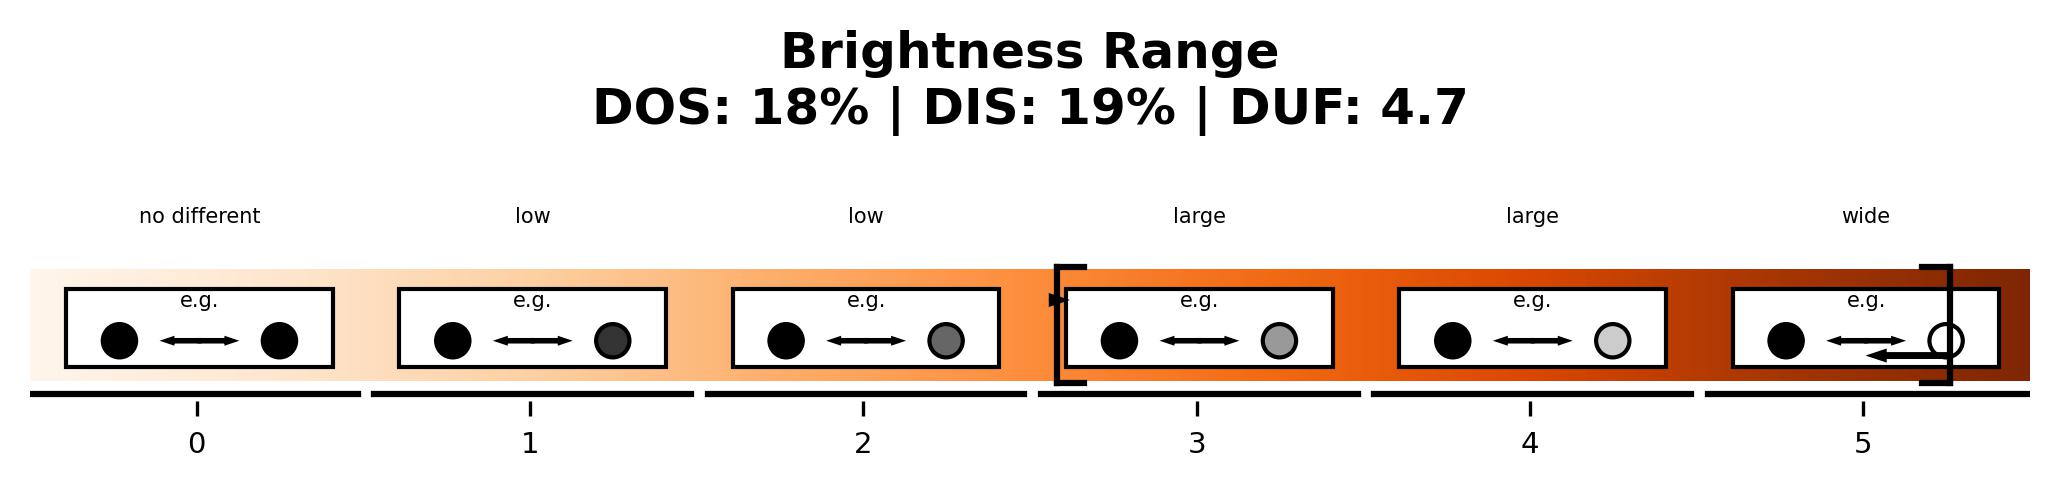 Brightness Range
DOS: 18% | DIS: 19% | DUF: 4.7
no different low low large large wide
e.g. e.g. e.g. e.g. e.g. e.g.
0 1 2 3 4 5